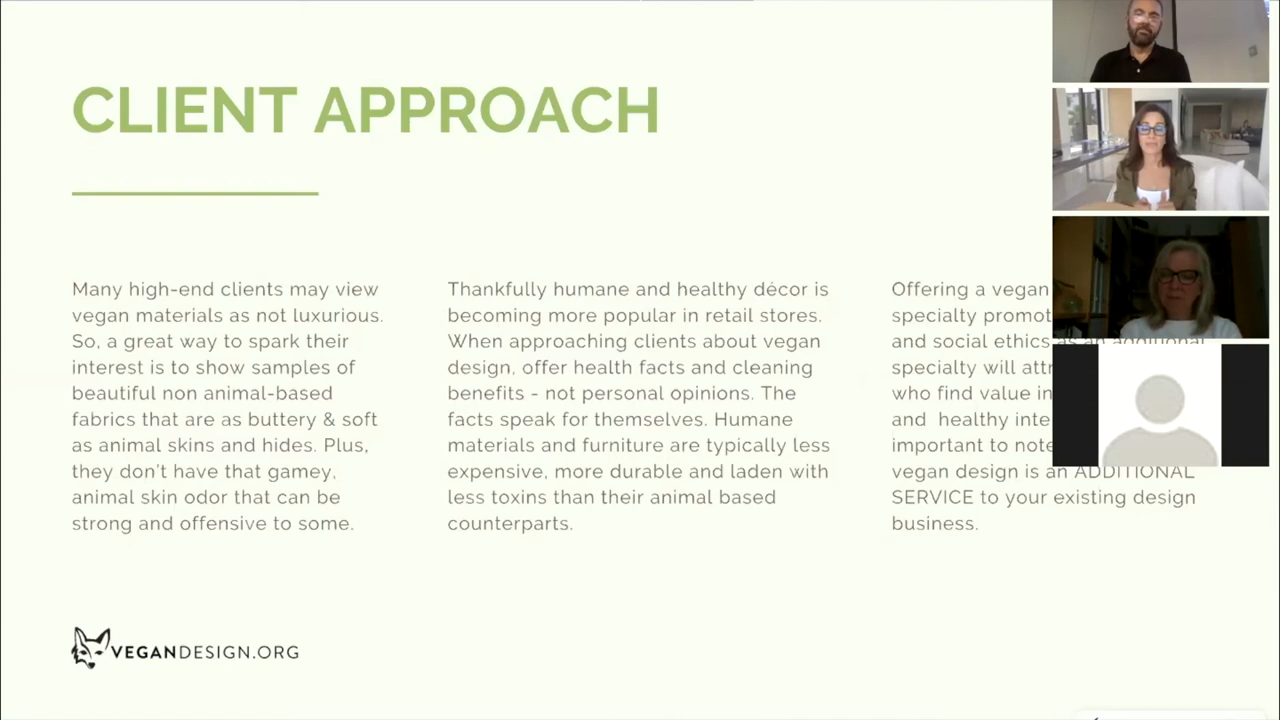 CLIENT APPROACH
Many high-end clients may view
vegan materials as not luxurious.
So, a great way to spark their
interest is to show samples of
beautiful non animal-based
fabrics that are as buttery & soft
as animal skins and hides. Plus,
they don't have that gamey,
animal skin odor that can be
strong and offensive to some.
Thankfully humane and healthy décor is
becoming more popular in retail stores.
When approaching clients about vegan
design, offer health facts and cleaning
benefits - not personal opinions. The
facts speak for themselves. Humane
materials and furniture are typically less
expensive, more durable and laden with
less toxins than their animal based
counterparts.
Offering a vegan
specialty
and social ethics as an additional
specialty will
who find value in
and healthy
important to note
vegan design is an ADDITIONAL
SERVICE to your existing design
business.
VEGANDESIGN.ORG